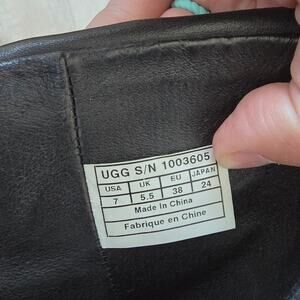 UGG S/N 1003605
USA UK EU JAPAN
7 5.5 38 24
Made In China
Fabrique en Chine